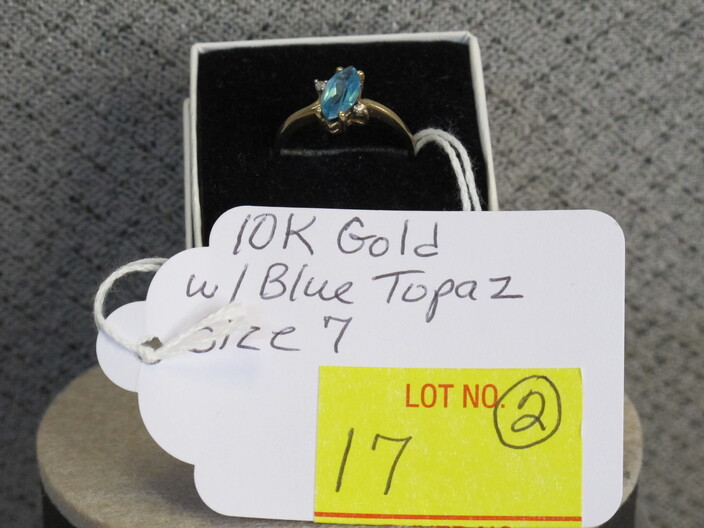 10K Gold
w/ Blue Topaz
size 7
LOT NO. 2
17